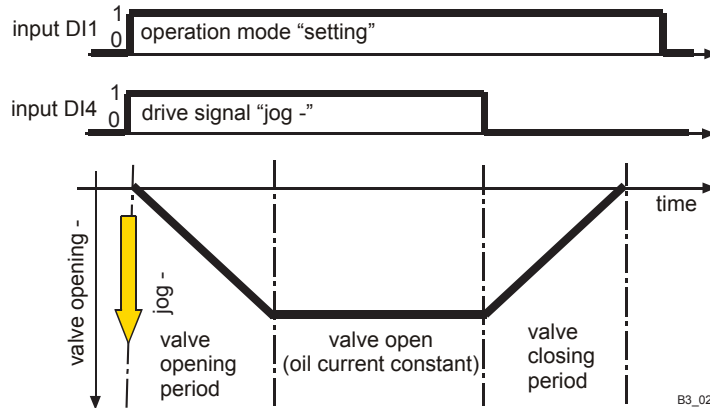 input DI1
1
0
operation mode “setting”
input DI4
1
0
drive signal “jog -”
time
valve opening -
jog -
valve
opening
period
valve open
(oil current constant)
valve
closing
period
B3_02